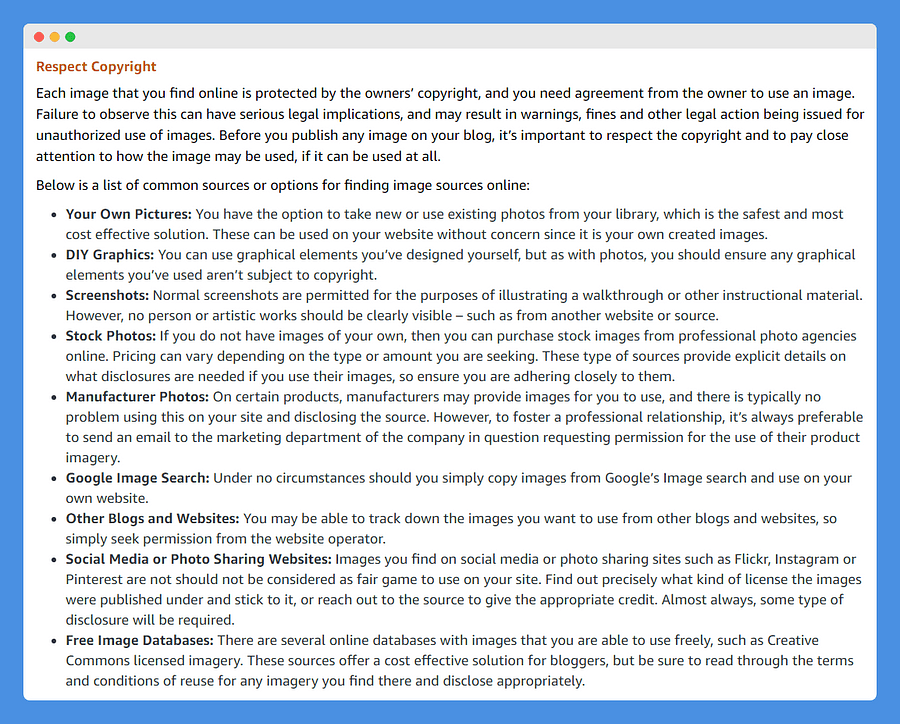 Respect Copyright
Each image that you find online is protected by the owners’ copyright, and you need agreement from the owner to use an image.
Failure to observe this can have serious legal implications, and may result in warnings, fines and other legal action being issued for
unauthorized use of images. Before you publish any image on your blog, it’s important to respect the copyright and to pay close
attention to how the image may be used, if it can be used at all.
Below is a list of common sources or options for finding image sources online:
• Your Own Pictures: You have the option to take new or use existing photos from your library, which is the safest and most
cost effective solution. These can be used on your website without concern since it is your own created images.
• DIY Graphics: You can use graphical elements you’ve designed yourself, but as with photos, you should ensure any graphical
elements you’ve used aren’t subject to copyright.
• Screenshots: Normal screenshots are permitted for the purposes of illustrating a walkthrough or other instructional material.
However, no person or artistic works should be clearly visible – such as from another website or source.
• Stock Photos: If you do not have images of your own, then you can purchase stock images from professional photo agencies
online. Pricing can vary depending on the type or amount you are seeking. These type of sources provide explicit details on
what disclosures are needed if you use their images, so ensure you are adhering closely to them.
• Manufacturer Photos: On certain products, manufacturers may provide images for you to use, and there is typically no
problem using this on your site and disclosing the source. However, to foster a professional relationship, it’s always preferable
to send an email to the marketing department of the company in question requesting permission for the use of their product
imagery.
• Google Image Search: Under no circumstances should you simply copy images from Google’s Image search and use on your
own website.
• Other Blogs and Websites: You may be able to track down the images you want to use from other blogs and websites, so
simply seek permission from the website operator.
• Social Media or Photo Sharing Websites: Images you find on social media or photo sharing sites such as Flickr, Instagram or
Pinterest are not should not be considered as fair game to use on your site. Find out precisely what kind of license the images
were published under and stick to it, or reach out to the source to give the appropriate credit. Almost always, some type of
disclosure will be required.
• Free Image Databases: There are several online databases with images that you are able to use freely, such as Creative
Commons licensed imagery. These sources offer a cost effective solution for bloggers, but be sure to read through the terms
and conditions of reuse for any imagery you find there and disclose appropriately.